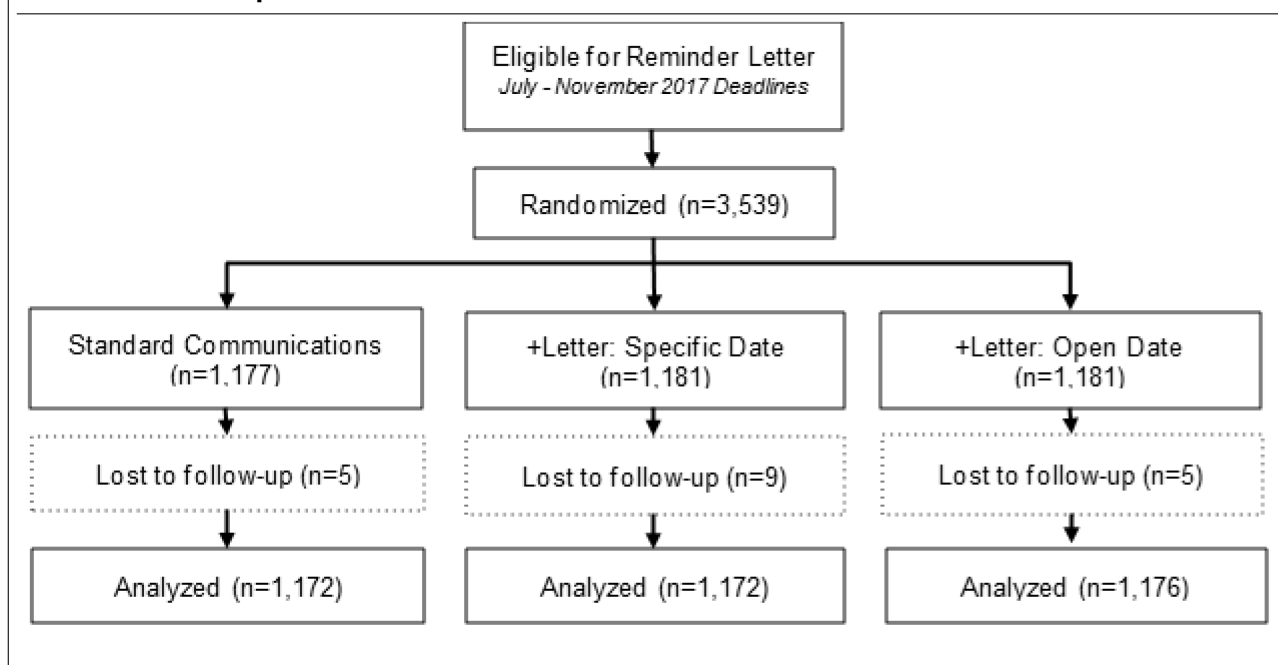 Eligible for Reminder Letter
July - November 2017 Deadlines
Randomized (n=3,539)
Standard Communications
(n=1,177)
+Letter: Specific Date
(n=1,181)
+Letter: Open Date
(n=1,181)
Lost to follow-up (n=5)
Lost to follow-up (n=9)
Lost to follow-up (n=5)
Analyzed (n=1,172)
Analyzed (n=1,172)
Analyzed (n=1,176)